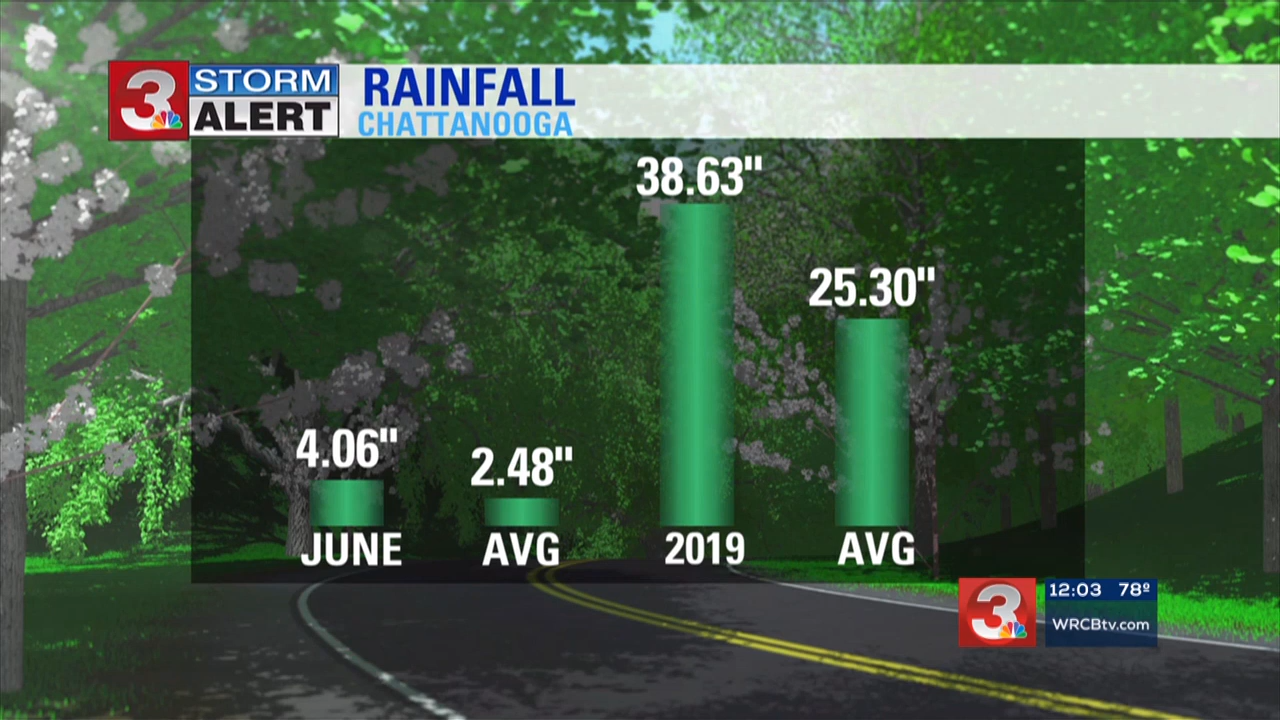 3
STORM
ALERT
RAINFALL
CHATTANOOGA
38.63"
25.30"
4.06"
2.48"
JUNE
AVG
2019
AVG
3
12:03 78º
WRCBtv.com